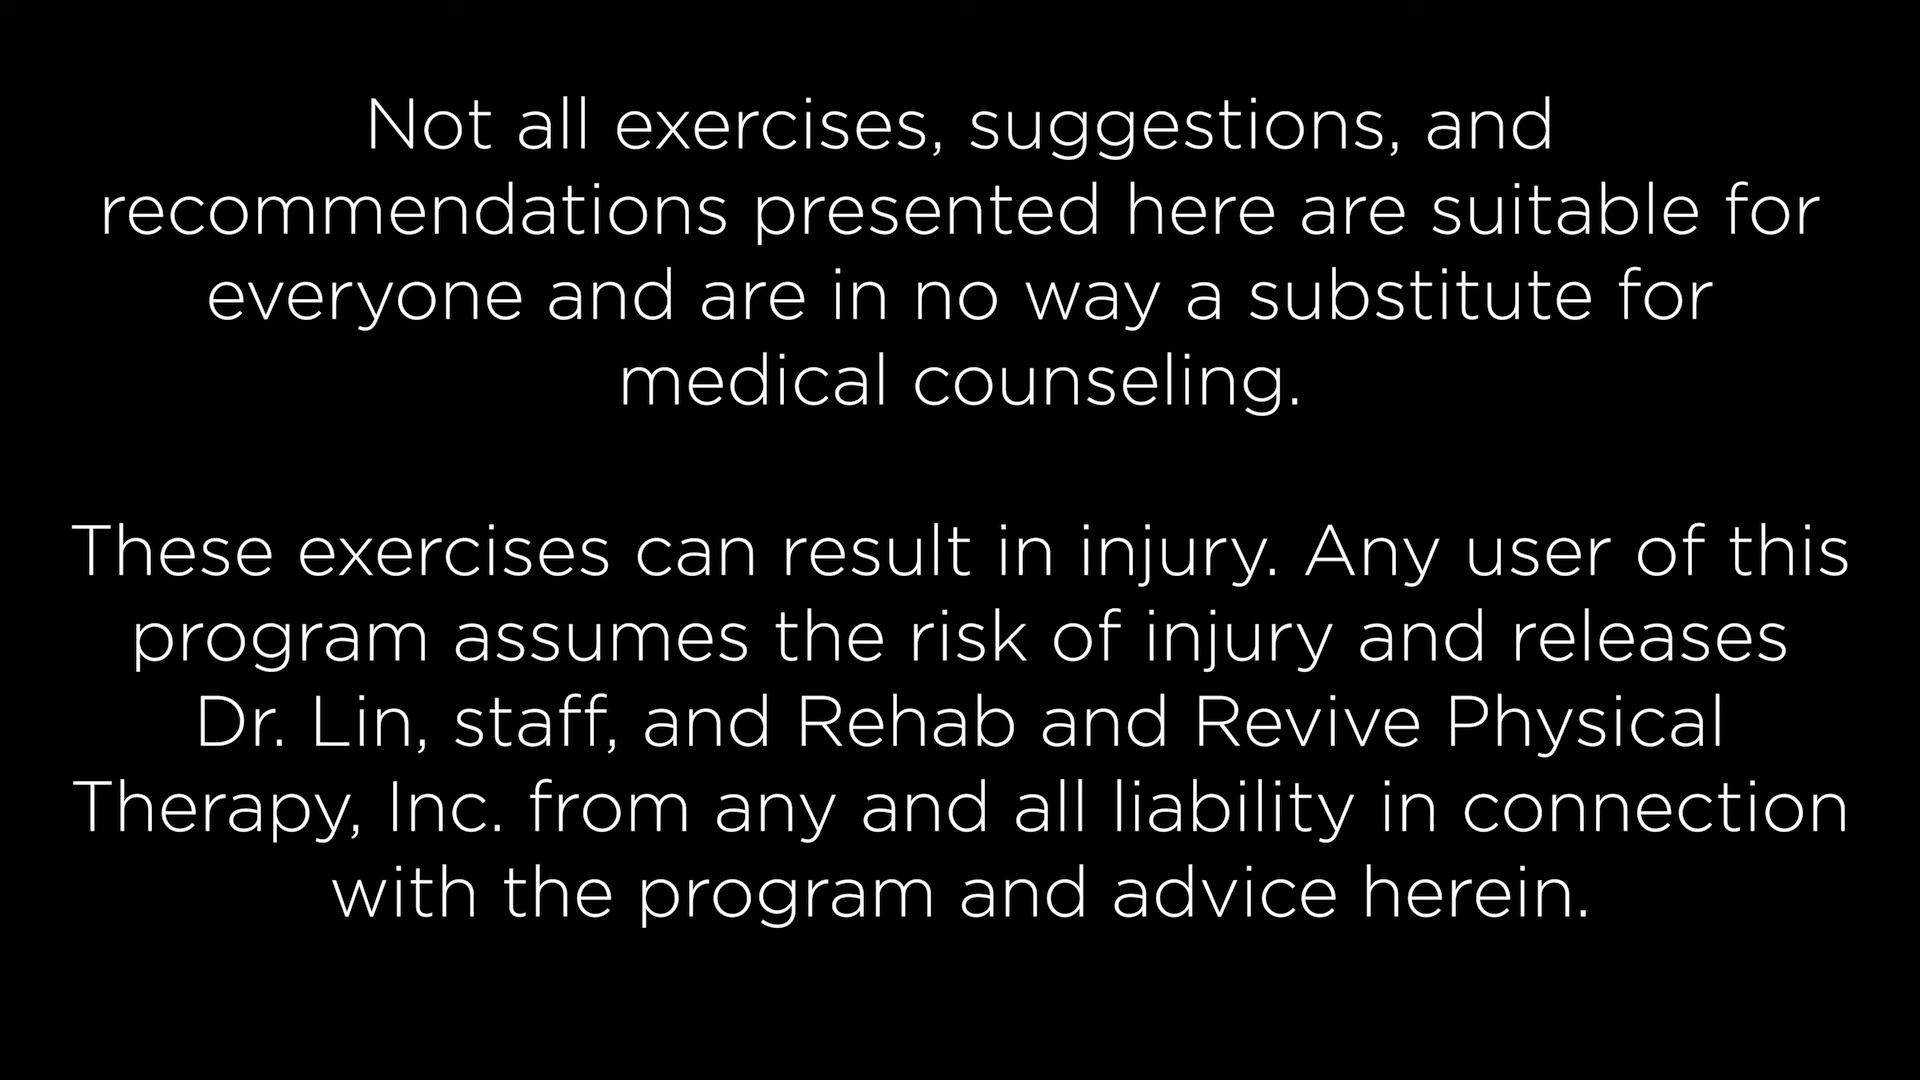 Not all exercises, suggestions, and
recommendations presented here are suitable for
everyone and are in no way a substitute for
medical counseling.
These exercises can result in injury. Any user of this
program assumes the risk of injury and releases
Dr. Lin, staff, and Rehab and Revive Physical
Therapy, Inc. from any and all liability in connection
with the program and advice herein.